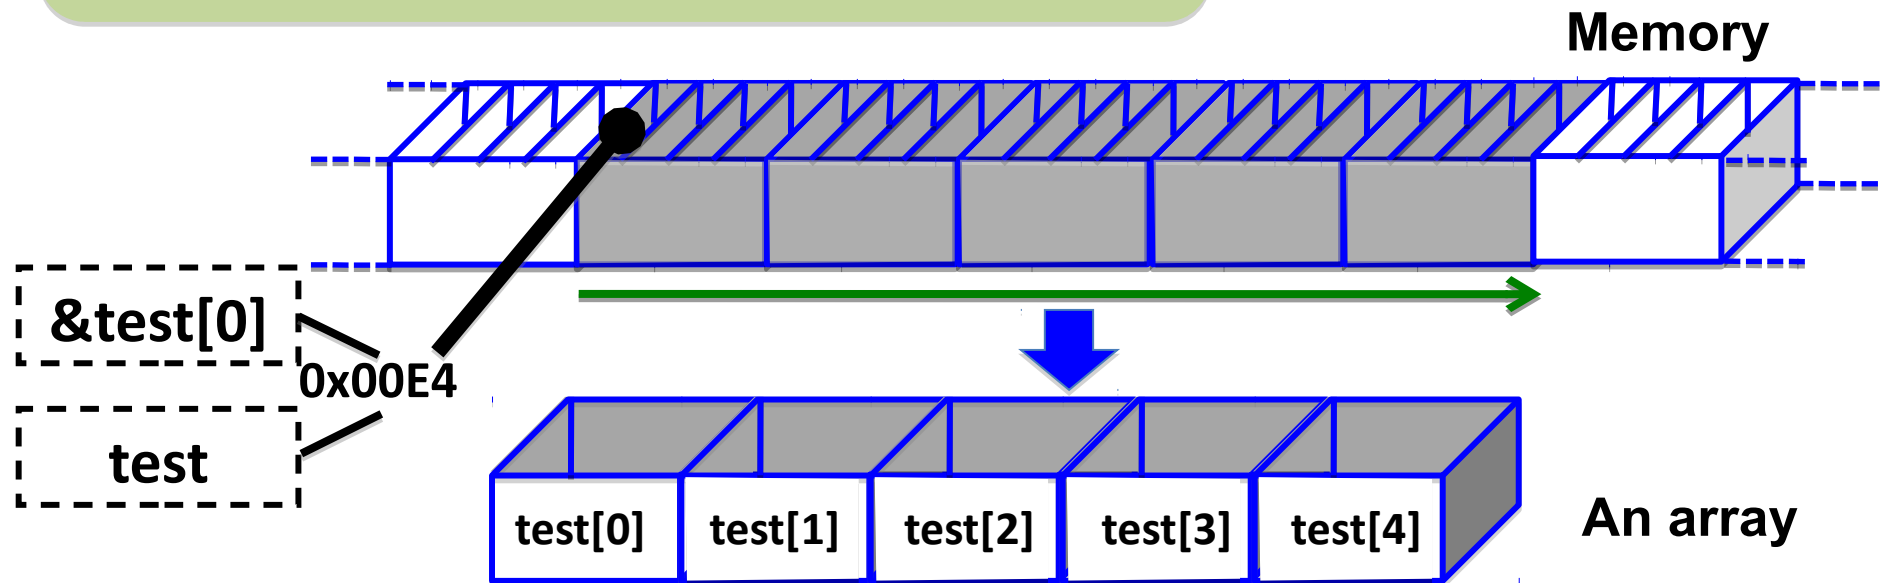 Memory
&test[0]
0x00E4
test
test[0] test[1] test[2] test[3] test[4]
An array